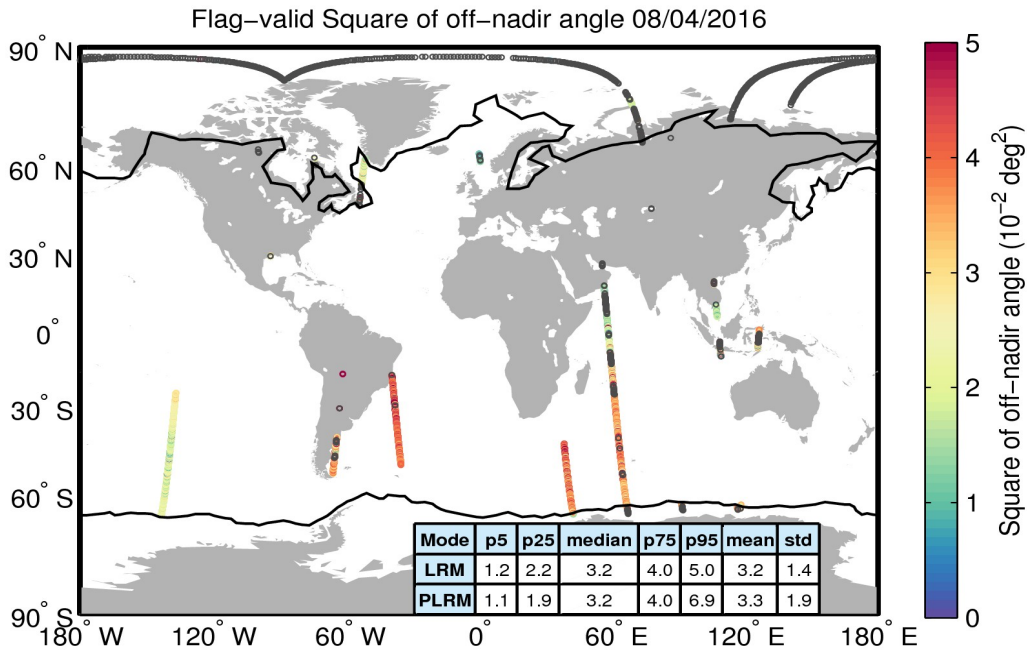 Flag−valid Square of off−nadir angle 08/04/2016
90° N
60° N
30° N
0°
30° S
60° S
90° S
180° W
120° W
60° W
0°
60° E
120° E
180° E
Mode p5 p25 median p75 p95 mean std
LRM 1.2 2.2 3.2 4.0 5.0 3.2 1.4
PLRM 1.1 1.9 3.2 4.0 6.9 3.3 1.9
5
4
3
2
1
0
Square of off−nadir angle (10⁻² deg²)